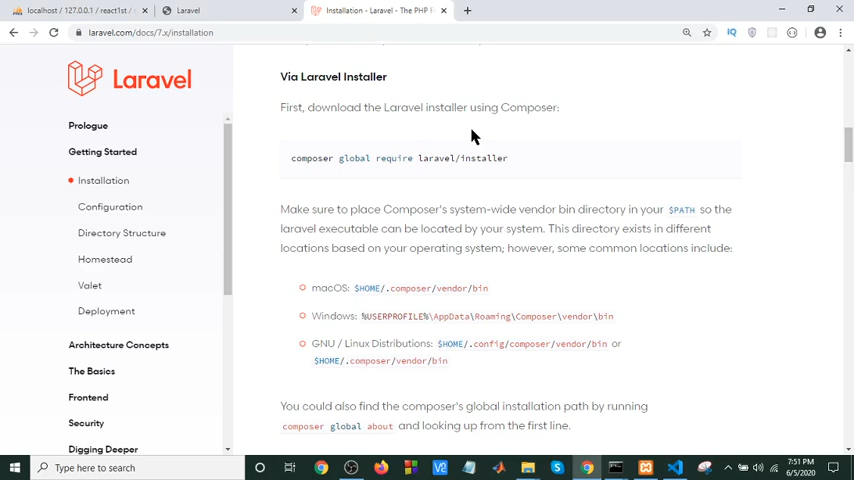 localhost / 127.0.0.1 / react1st /
Laravel
Installation - Laravel - The PHP F
laravel.com/docs/7.x/installation
Laravel
Prologue
Getting Started
Installation
Configuration
Directory Structure
Homestead
Valet
Deployment
Architecture Concepts
The Basics
Frontend
Security
Digging Deeper
Via Laravel Installer
First, download the Laravel installer using Composer:
composer global require laravel/installer
Make sure to place Composer's system-wide vendor bin directory in your $PATH so the
laravel executable can be located by your system. This directory exists in different
locations based on your operating system; however, some common locations include:
macOS: $HOME/.composer/vendor/bin
Windows: %USERPROFILE%\AppData\Roaming\Composer\vendor\bin
GNU / Linux Distributions: $HOME/.config/composer/vendor/bin or
$HOME/.composer/vendor/bin
You could also find the composer's global installation path by running
composer global about and looking up from the first line.
Type here to search
7:51 PM
6/5/2020